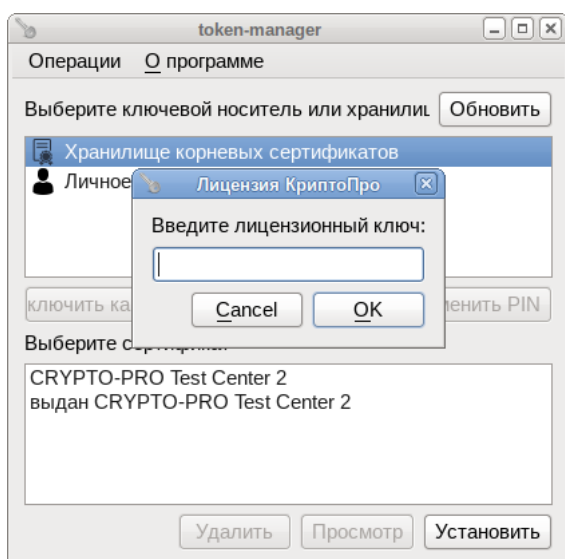 token-manager
Операции О программе
Выберите ключевой носитель или хранилищ Обновить
Хранилище корневых сертификатов
Личное
Лицензия КриптоПро
Введите лицензионный ключ:
Cancel OK
ключить ка енить PIN
Выберите сертификат
CRYPTO-PRO Test Center 2
выдан CRYPTO-PRO Test Center 2
Удалить Просмотр Установить